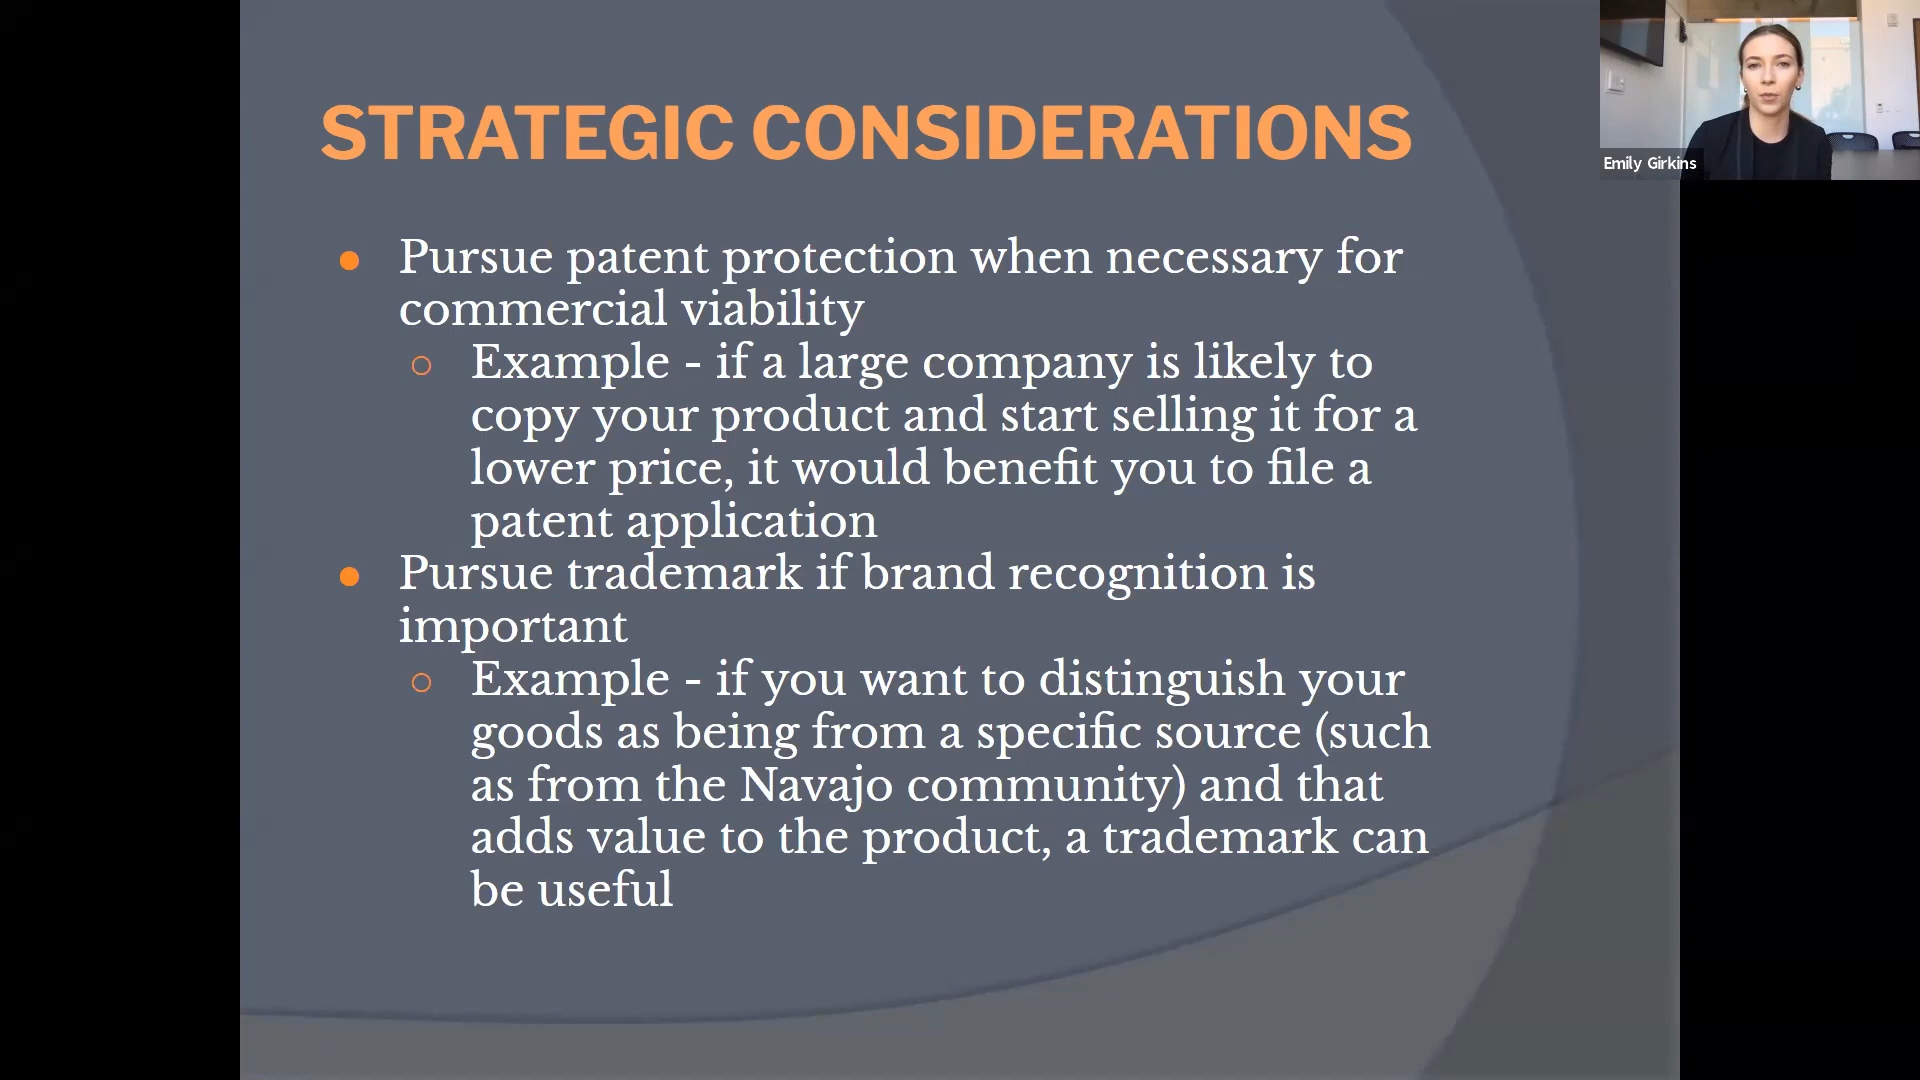 STRATEGIC CONSIDERATIONS
Emily Girkins
● Pursue patent protection when necessary for
commercial viability
○ Example - if a large company is likely to
copy your product and start selling it for a
lower price, it would benefit you to file a
patent application
● Pursue trademark if brand recognition is
important
○ Example - if you want to distinguish your
goods as being from a specific source (such
as from the Navajo community) and that
adds value to the product, a trademark can
be useful